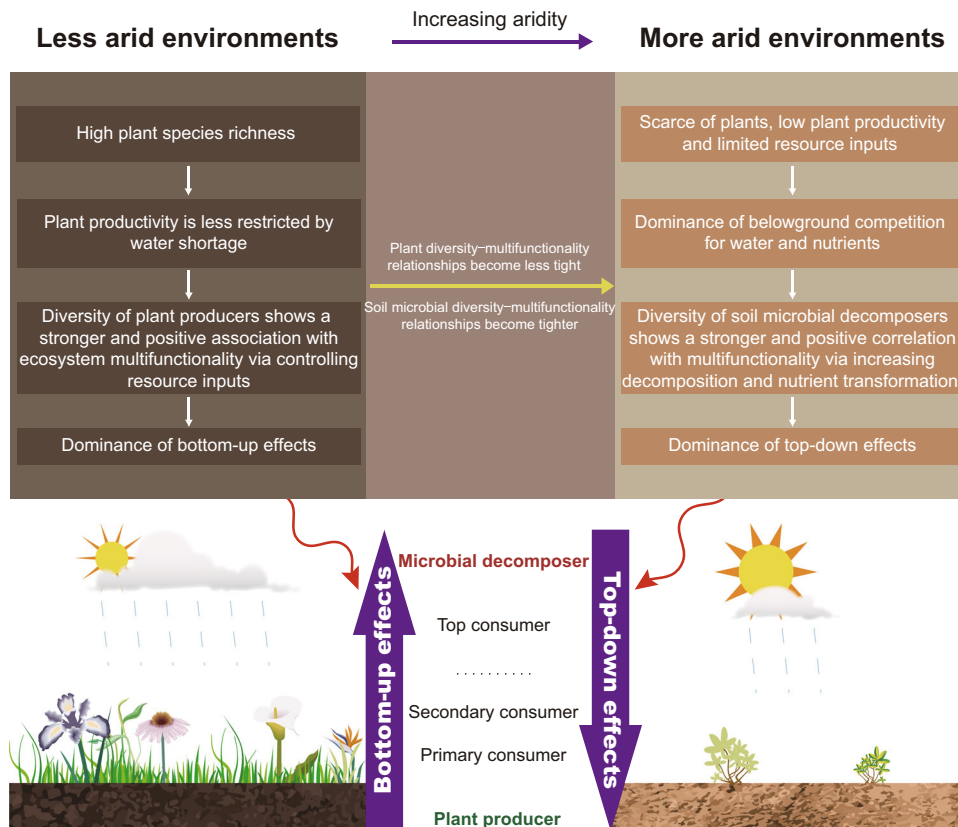 Increasing aridity
Less arid environments
More arid environments
High plant species richness
Plant productivity is less restricted by
water shortage
Diversity of plant producers shows a
stronger and positive association with
ecosystem multifunctionality via controlling
resource inputs
Dominance of bottom-up effects
Plant diversity–multifunctionality
relationships become less tight
Soil microbial diversity–multifunctionality
relationships become tighter
Scarce of plants, low plant productivity
and limited resource inputs
Dominance of belowground competition
for water and nutrients
Diversity of soil microbial decomposers
shows a stronger and positive correlation
with multifunctionality via increasing
decomposition and nutrient transformation
Dominance of top-down effects
Bottom-up effects
Microbial decomposer
Top consumer
. . . . . . . . . .
Secondary consumer
Primary consumer
Plant producer
Top-down effects